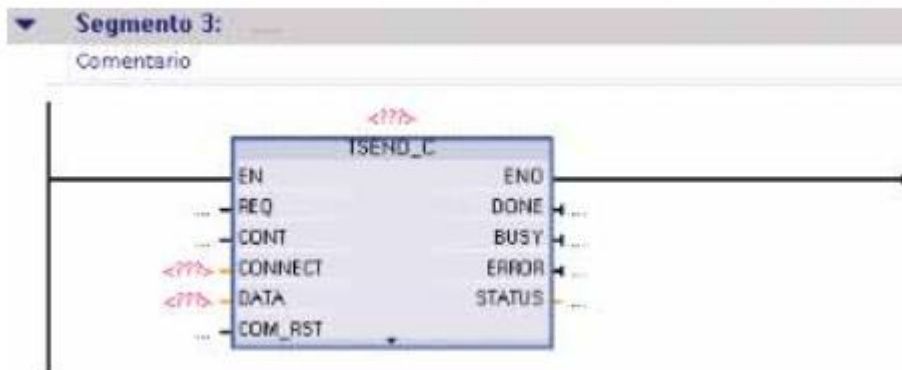 Segmento 3:
Comentario
<???>
TSEND_C
EN ENO
... REQ DONE ...
... CONT BUSY ...
<???> CONNECT ERROR ...
<???> DATA STATUS ...
... COM_RST